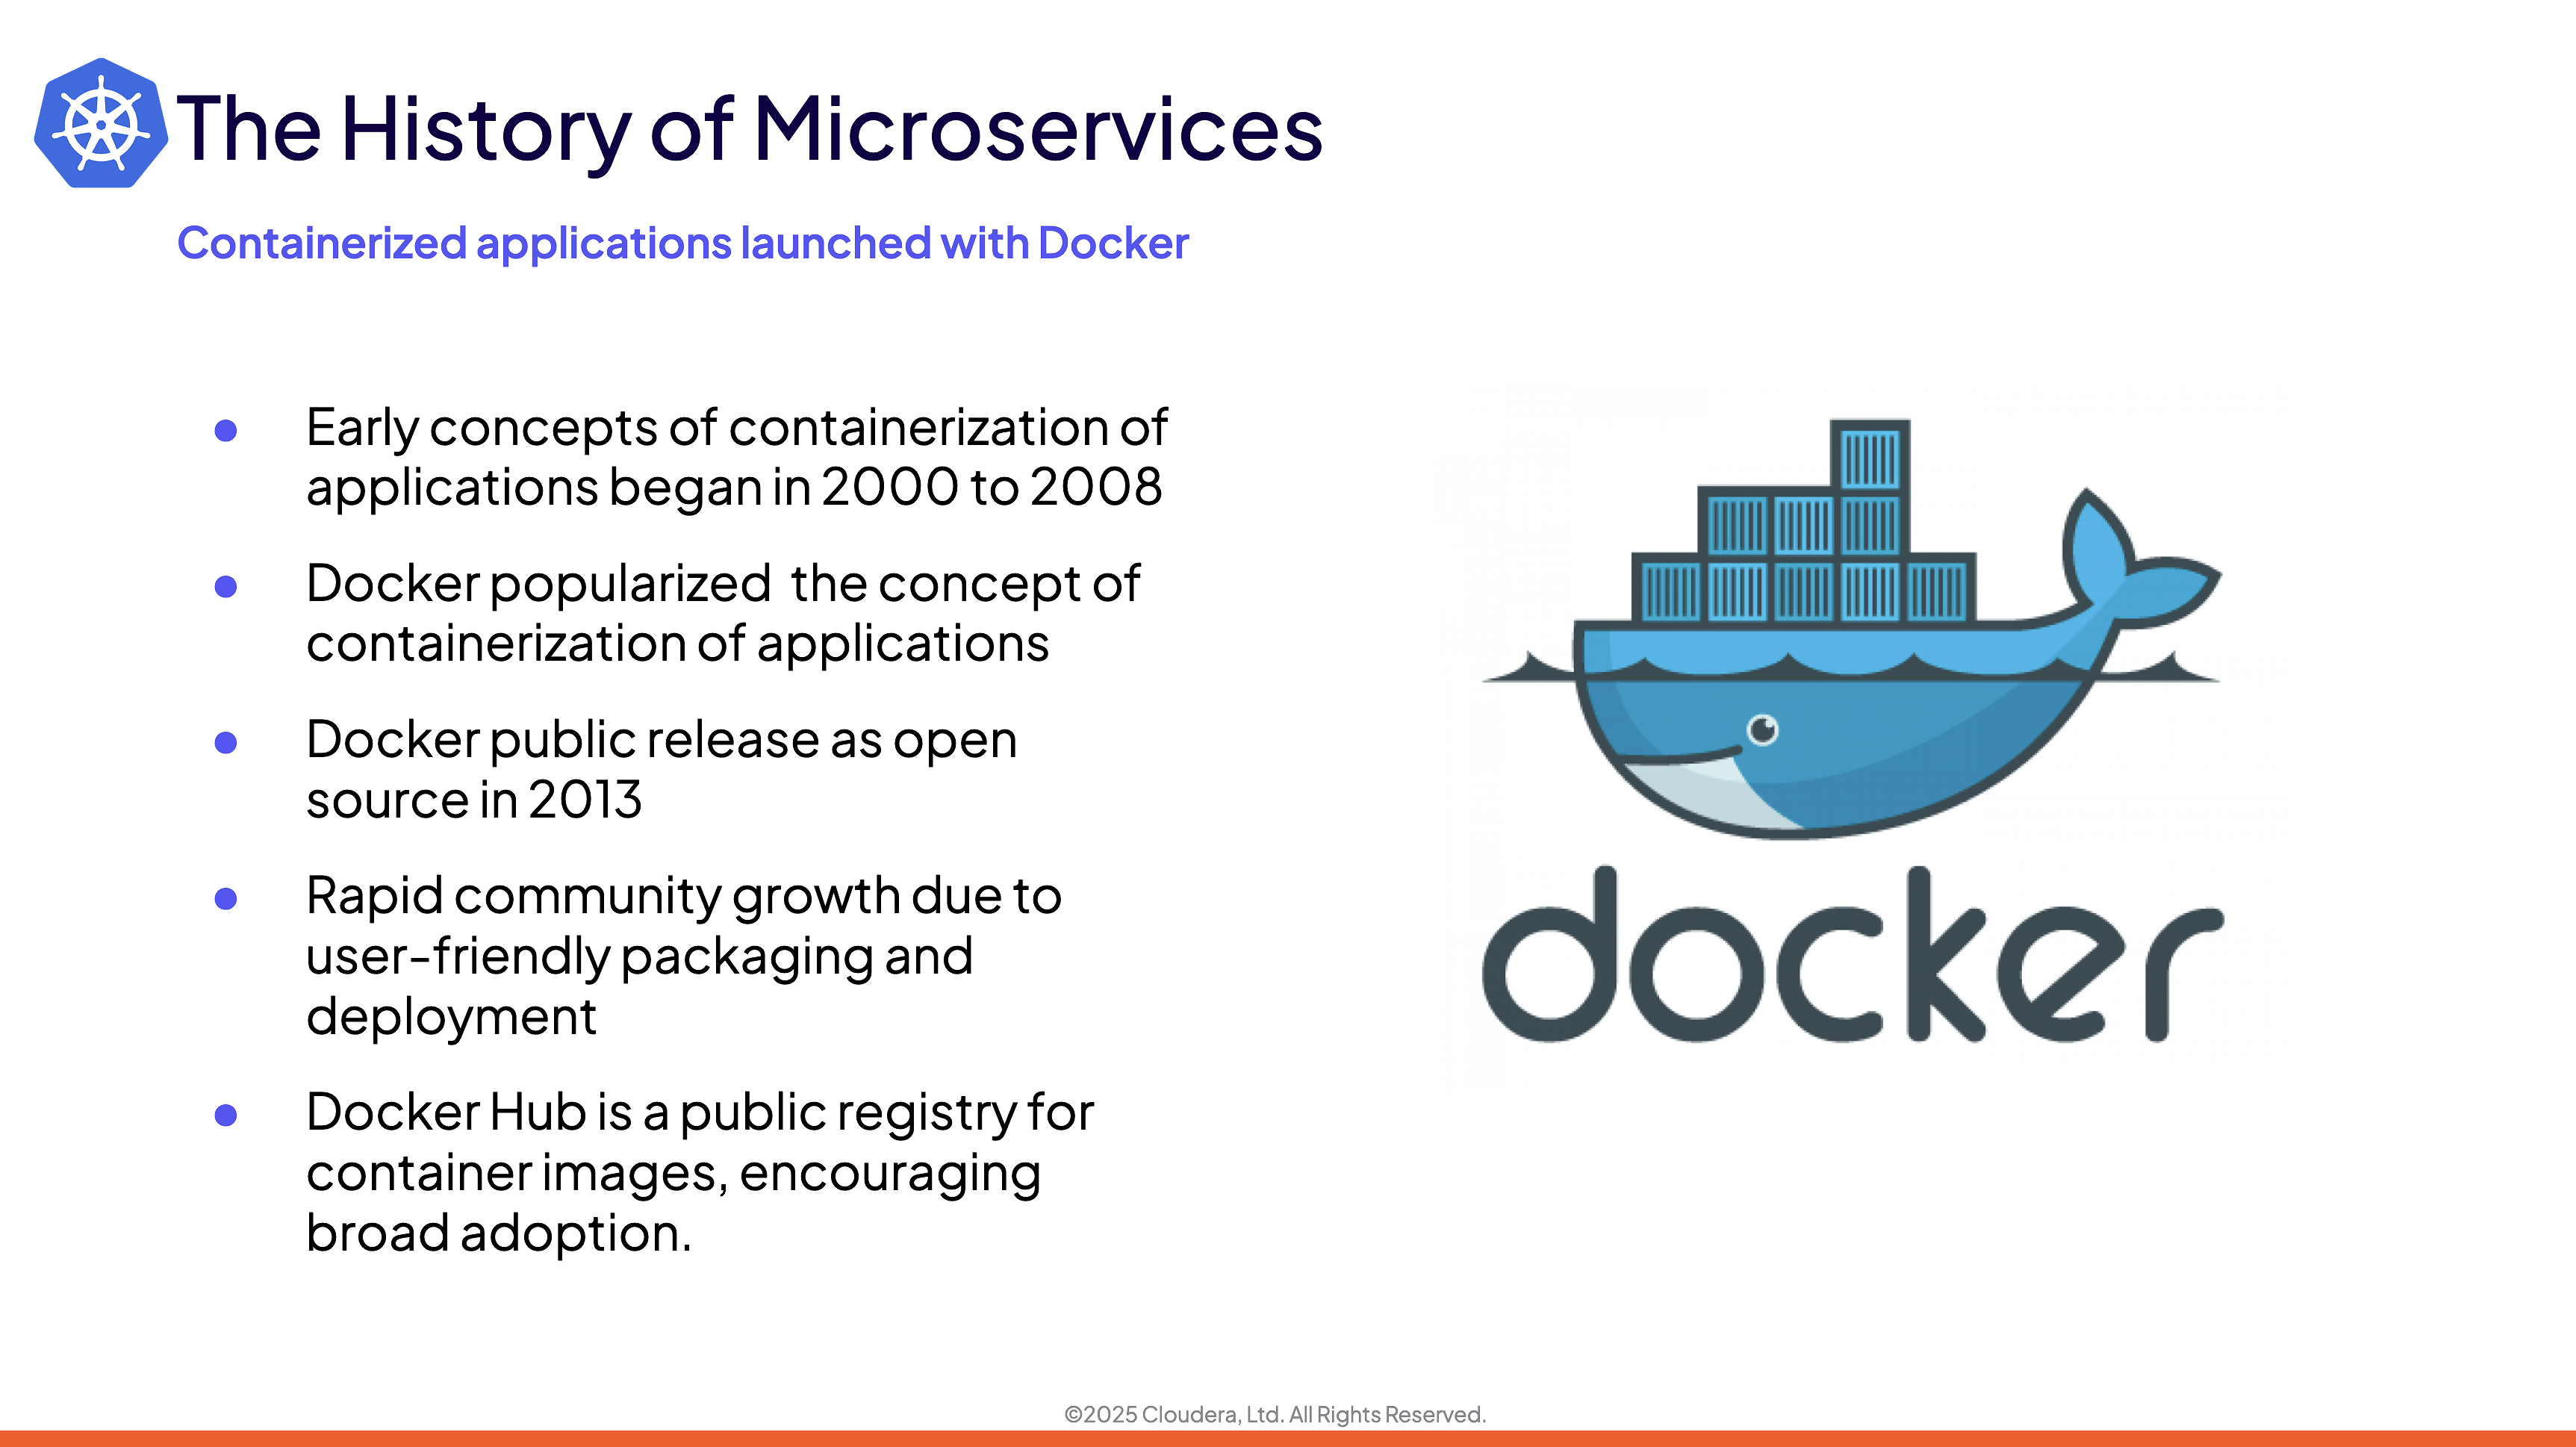 The History of Microservices
Containerized applications launched with Docker
● Early concepts of containerization of
applications began in 2000 to 2008
● Docker popularized  the concept of
containerization of applications
● Docker public release as open
source in 2013
● Rapid community growth due to
user-friendly packaging and
deployment
● Docker Hub is a public registry for
container images, encouraging
broad adoption.
docker
©2025 Cloudera, Ltd. All Rights Reserved.